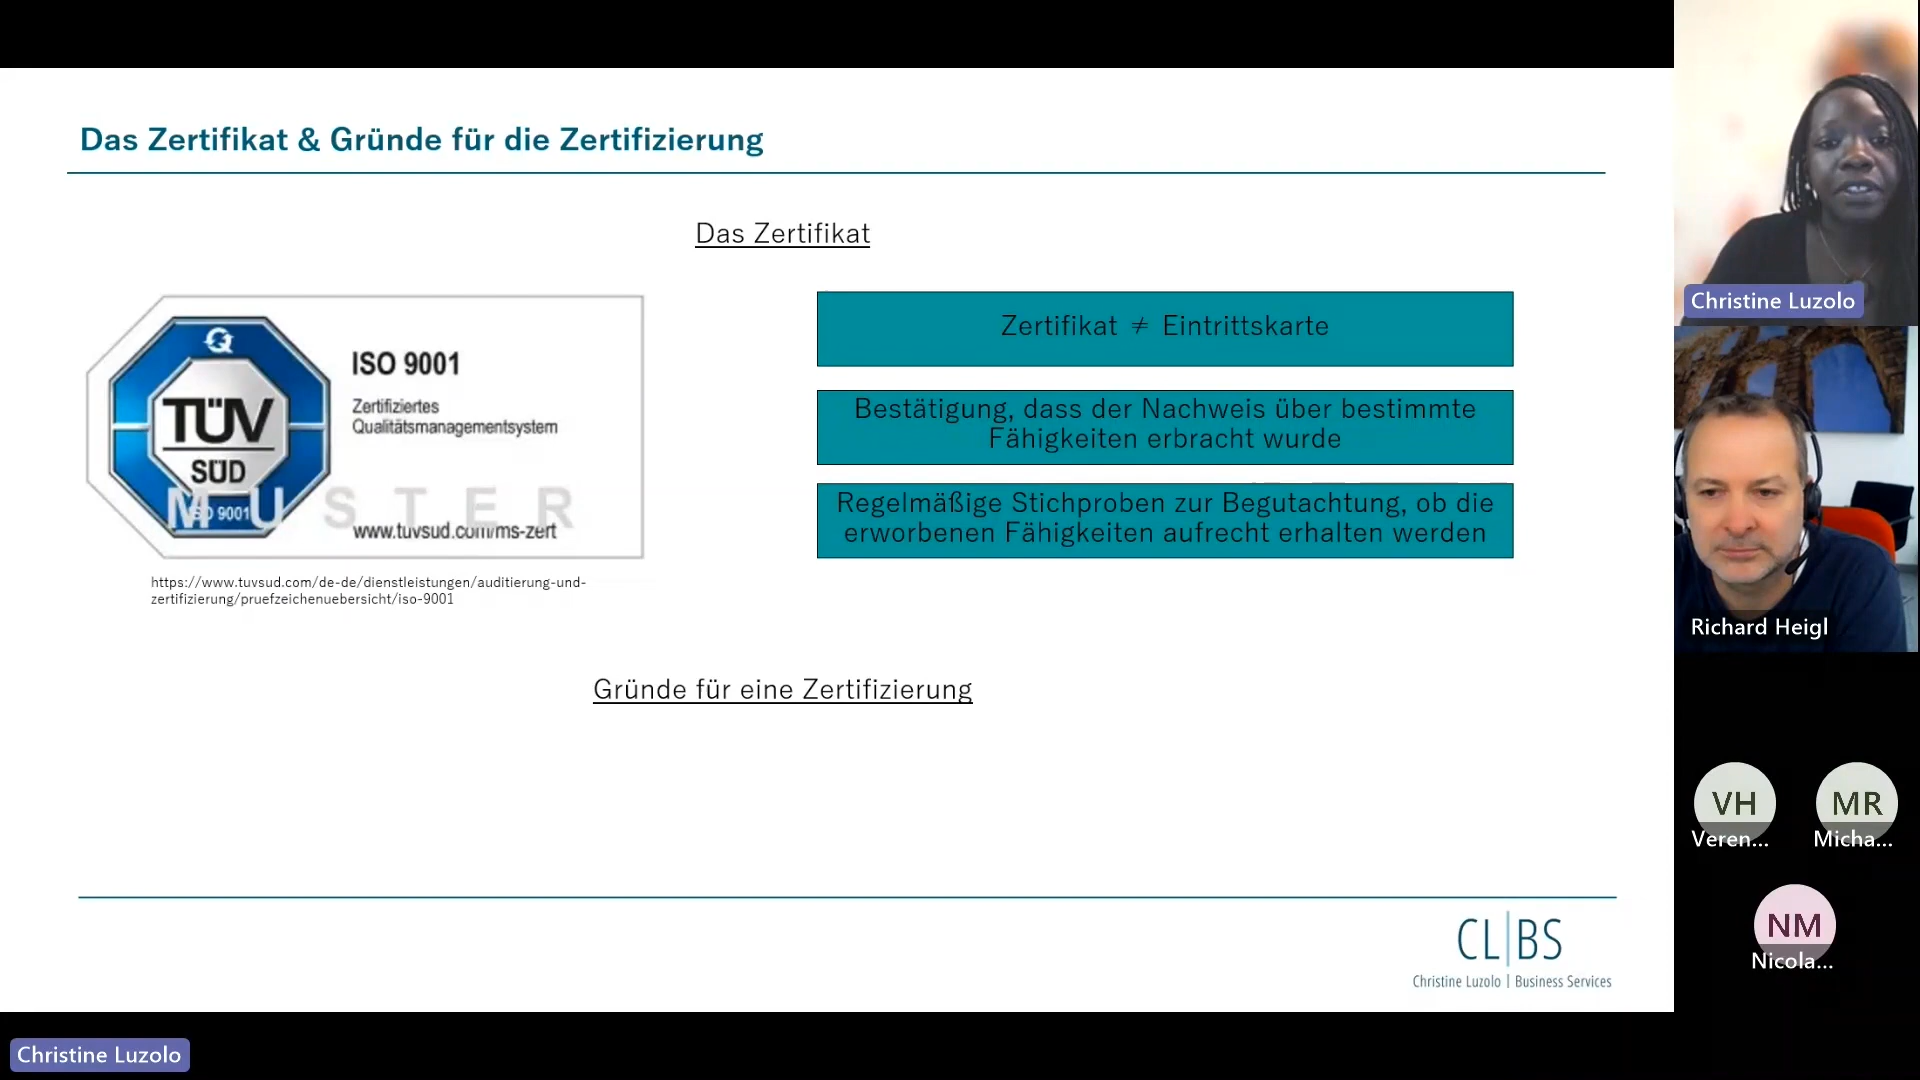 Das Zertifikat & Gründe für die Zertifizierung
Das Zertifikat
TÜV
SÜD
ISO 9001
ISO 9001
Zertifiziertes
Qualitätsmanagementsystem
MUSTER
www.tuvsud.com/ms-zert
https://www.tuvsud.com/de-de/dienstleistungen/auditierung-und-
zertifizierung/pruefzeichenuebersicht/iso-9001
Zertifikat ≠ Eintrittskarte
Bestätigung, dass der Nachweis über bestimmte
Fähigkeiten erbracht wurde
Regelmäßige Stichproben zur Begutachtung, ob die
erworbenen Fähigkeiten aufrecht erhalten werden
Gründe für eine Zertifizierung
CL|BS
Christine Luzolo | Business Services
Christine Luzolo
Christine Luzolo
Richard Heigl
VH
Veren...
MR
Micha...
NM
Nicola...